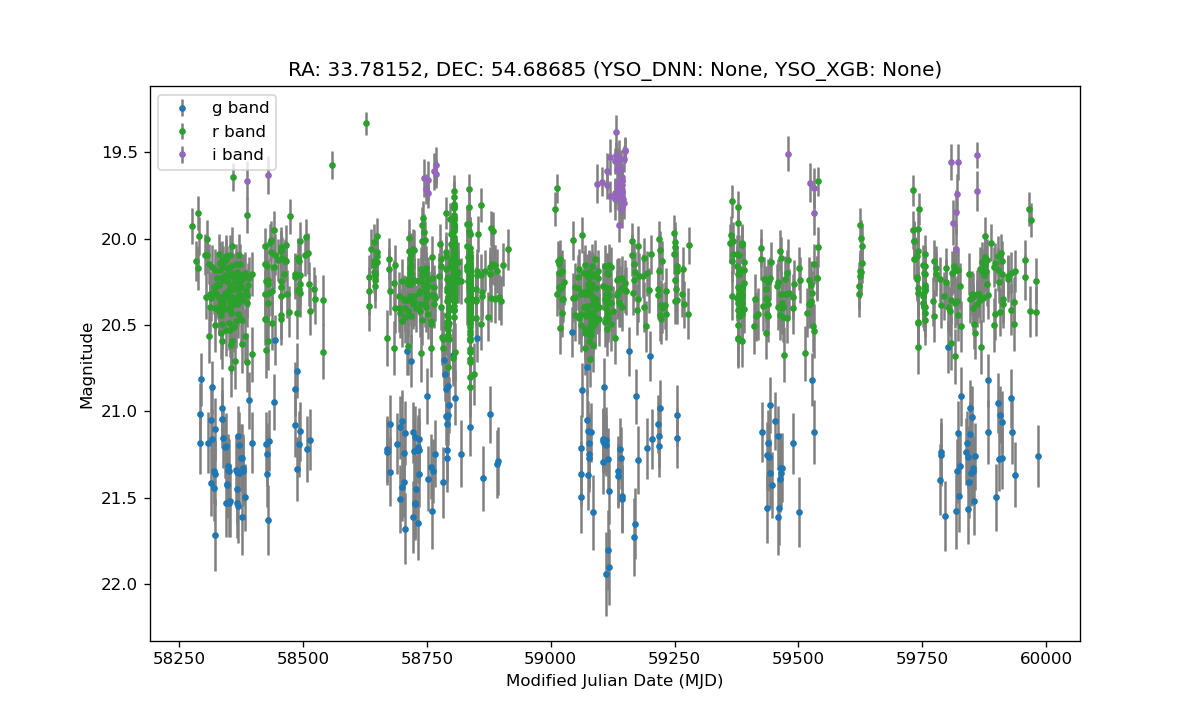 RA: 33.78152, DEC: 54.68685 (YSO_DNN: None, YSO_XGB: None)
g band
r band
i band
19.5
20.0
20.5
21.0
21.5
22.0
Magnitude
58250 58500 58750 59000 59250 59500 59750 60000
Modified Julian Date (MJD)